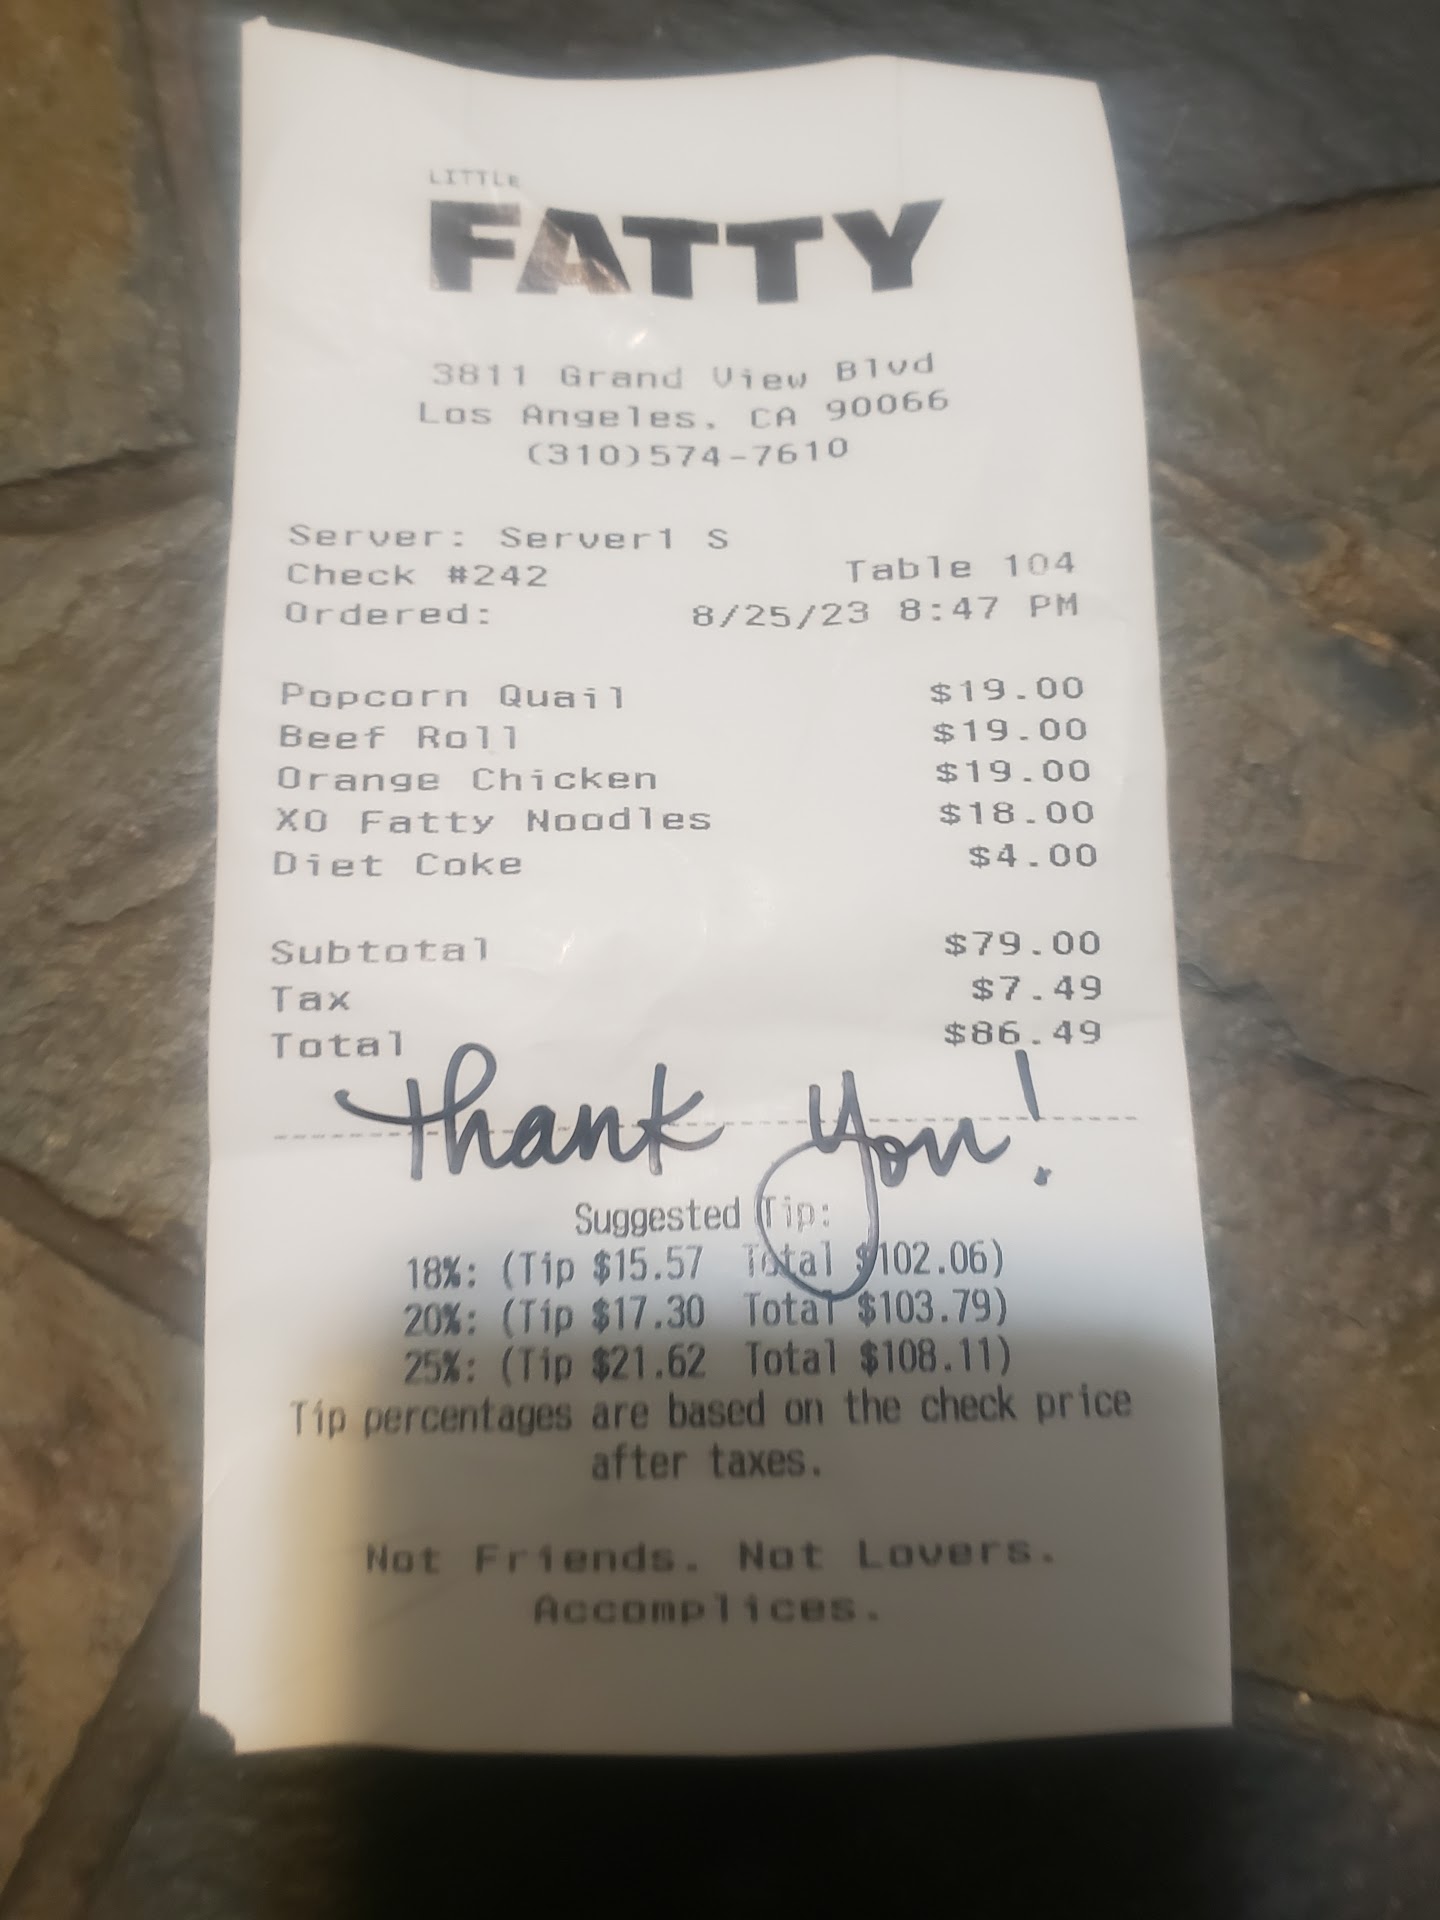 LITTLE
FATTY
3811 Grand View Blvd
Los Angeles, CA 90066
(310)574-7610
Server: Server1 S
Check #242 Table 104
Ordered: 8/25/23 8:47 PM
Popcorn Quail $19.00
Beef Roll $19.00
Orange Chicken $19.00
XO Fatty Noodles $18.00
Diet Coke $4.00
Subtotal $79.00
Tax $7.49
Total $86.49
Thank You!
Suggested Tip:
18%: (Tip $15.57 Total $102.06)
20%: (Tip $17.30 Total $103.79)
25%: (Tip $21.62 Total $108.11)
Tip percentages are based on the check price
after taxes.
Not Friends. Not Lovers.
Accomplices.